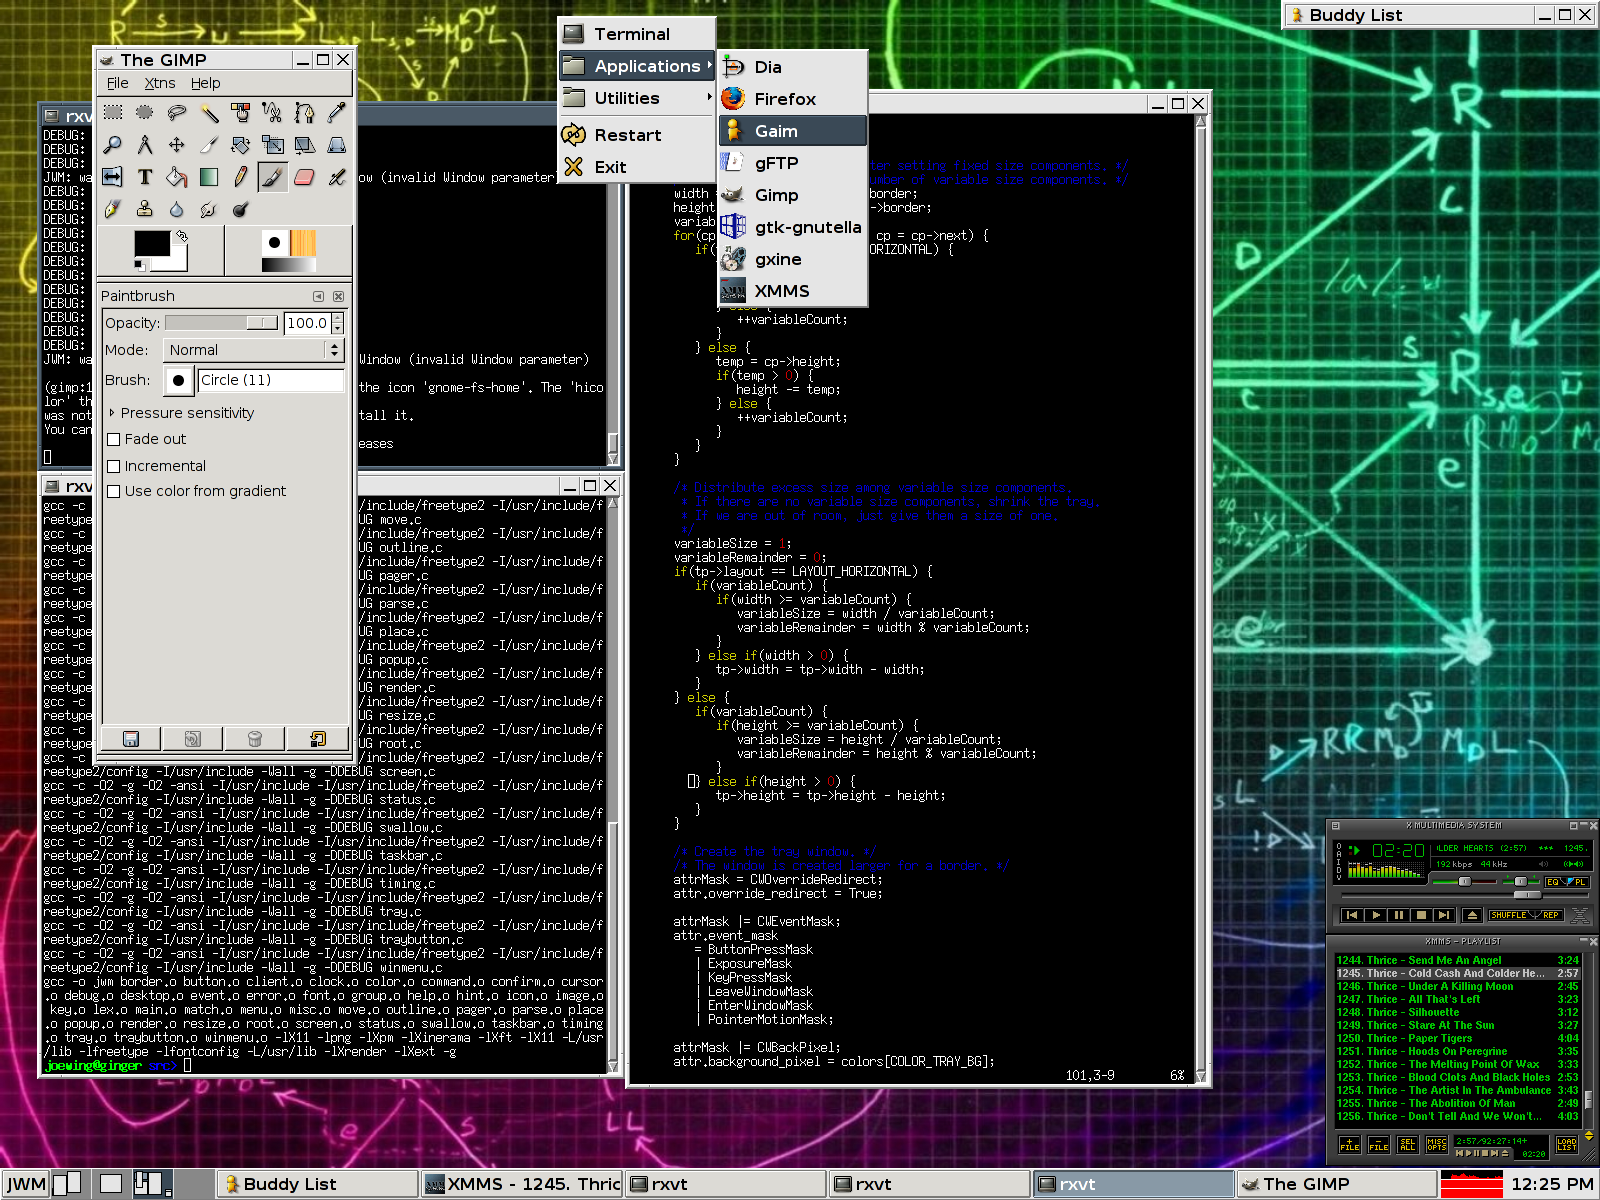 Buddy List
Terminal
Applications
Utilities
Restart
Exit
Dia
Firefox
Gaim
gFTP
Gimp
gtk-gnutella
gxine
XMMS
The GIMP
File Xtns Help
Paintbrush
Opacity: 100.0
Mode: Normal
Brush: Circle (11)
Pressure sensitivity
Fade out
Incremental
Use color from gradient
rxv
DEBUG:
DEBUG:
DEBUG:
JWM: wa
ow (invalid Window parameter
DEBUG:
DEBUG:
DEBUG:
DEBUG:
DEBUG:
DEBUG:
DEBUG:
DEBUG:
DEBUG:
DEBUG:
DEBUG:
DEBUG:
JWM: wa
Window (invalid Window parameter)
(gimp:1
the icon 'gnome-fs-home'. The 'hico
lor' th
was not
tall it.
You can
eases
rxv
gcc -c
/include/freetype2 -I/usr/include/f
reetype
UG move.c
gcc -c
/include/freetype2 -I/usr/include/f
reetype
UG outline.c
gcc -c
/include/freetype2 -I/usr/include/f
reetype
UG pager.c
gcc -c
/include/freetype2 -I/usr/include/f
reetype
UG parse.c
gcc -c
/include/freetype2 -I/usr/include/f
reetype
UG place.c
gcc -c
/include/freetype2 -I/usr/include/f
reetype
UG popup.c
gcc -c
/include/freetype2 -I/usr/include/f
reetype
UG render.c
gcc -c
/include/freetype2 -I/usr/include/f
reetype
UG resize.c
gcc -c
/include/freetype2 -I/usr/include/f
reetype
UG root.c
gcc -c
/include/freetype2 -I/usr/include/f
reetype2/config -I/usr/include -Wall -g -DDEBUG screen.c
gcc -c -O2 -g -O2 -ansi -I/usr/include -I/usr/include/freetype2 -I/usr/include/f
reetype2/config -I/usr/include -Wall -g -DDEBUG status.c
gcc -c -O2 -g -O2 -ansi -I/usr/include -I/usr/include/freetype2 -I/usr/include/f
reetype2/config -I/usr/include -Wall -g -DDEBUG swallow.c
gcc -c -O2 -g -O2 -ansi -I/usr/include -I/usr/include/freetype2 -I/usr/include/f
reetype2/config -I/usr/include -Wall -g -DDEBUG taskbar.c
gcc -c -O2 -g -O2 -ansi -I/usr/include -I/usr/include/freetype2 -I/usr/include/f
reetype2/config -I/usr/include -Wall -g -DDEBUG timing.c
gcc -c -O2 -g -O2 -ansi -I/usr/include -I/usr/include/freetype2 -I/usr/include/f
reetype2/config -I/usr/include -Wall -g -DDEBUG tray.c
gcc -c -O2 -g -O2 -ansi -I/usr/include -I/usr/include/freetype2 -I/usr/include/f
reetype2/config -I/usr/include -Wall -g -DDEBUG traybutton.c
gcc -c -O2 -g -O2 -ansi -I/usr/include -I/usr/include/freetype2 -I/usr/include/f
reetype2/config -I/usr/include -Wall -g -DDEBUG winmenu.c
gcc -o jwm border.o button.o client.o clock.o color.o command.o confirm.o cursor
.o debug.o desktop.o event.o error.o font.o group.o help.o hint.o icon.o image.o
 key.o lex.o main.o match.o menu.o misc.o move.o outline.o pager.o parse.o place
.o popup.o render.o resize.o root.o screen.o status.o swallow.o taskbar.o timing
.o tray.o traybutton.o winmenu.o -lX11 -lpng -lXpm -lXinerama -lXft -lX11 -L/usr
/lib -lfreetype -lfontconfig -L/usr/lib -lXrender -lXext -g
joewing@ginger src>
ter setting fixed size components. */
umber of variable size components. */
width
border;
height
->border;
variab
for(cp
cp = cp->next) {
if(
ORIZONTAL) {
} else {
++variableCount;
}
} else {
temp = cp->height;
if(temp > 0) {
height -= temp;
} else {
++variableCount;
}
}
}
/* Distribute excess size among variable size components.
* If there are no variable size components, shrink the tray.
* If we are out of room, just give them a size of one.
*/
variableSize = 1;
variableRemainder = 0;
if(tp->layout == LAYOUT_HORIZONTAL) {
if(variableCount) {
if(width >= variableCount) {
variableSize = width / variableCount;
variableRemainder = width % variableCount;
}
} else if(width > 0) {
tp->width = tp->width - width;
}
} else {
if(variableCount) {
if(height >= variableCount) {
variableSize = height / variableCount;
variableRemainder = height % variableCount;
}
} else if(height > 0) {
tp->height = tp->height - height;
}
}
/* Create the tray window. */
/* The window is created larger for a border. */
attrMask = CWOverrideRedirect;
attr.override_redirect = True;
attrMask |= CWEventMask;
attr.event_mask
= ButtonPressMask
| ExposureMask
| KeyPressMask
| LeaveWindowMask
| EnterWindowMask
| PointerMotionMask;
attrMask |= CWBackPixel;
attr.background_pixel = colors[COLOR_TRAY_BG];
101,3-9 6%
X MULTIMEDIA SYSTEM
02:20
LDER HEARTS (2:57) *** 1245.
192 kbps 44 kHz
EQ PL
SHUFFLE REP
XMMS - PLAYLIST
1244. Thrice - Send Me An Angel 3:24
1245. Thrice - Cold Cash And Colder He... 2:57
1246. Thrice - Under A Killing Moon 2:45
1247. Thrice - All That's Left 3:23
1248. Thrice - Silhouette 3:12
1249. Thrice - Stare At The Sun 3:27
1250. Thrice - Paper Tigers 4:04
1251. Thrice - Hoods On Peregrine 3:35
1252. Thrice - The Melting Point Of Wax 3:33
1253. Thrice - Blood Clots And Black Holes 2:53
1254. Thrice - The Artist In The Ambulance 3:43
1255. Thrice - The Abolition Of Man 2:49
1256. Thrice - Don't Tell And We Won't... 4:03
+ FILE - FILE SEL ALL MISC OPTS 2:57/92:27:14+ LOAD LIST
02:20
JWM
Buddy List
XMMS - 1245. Thric
rxvt
rxvt
rxvt
The GIMP
12:25 PM